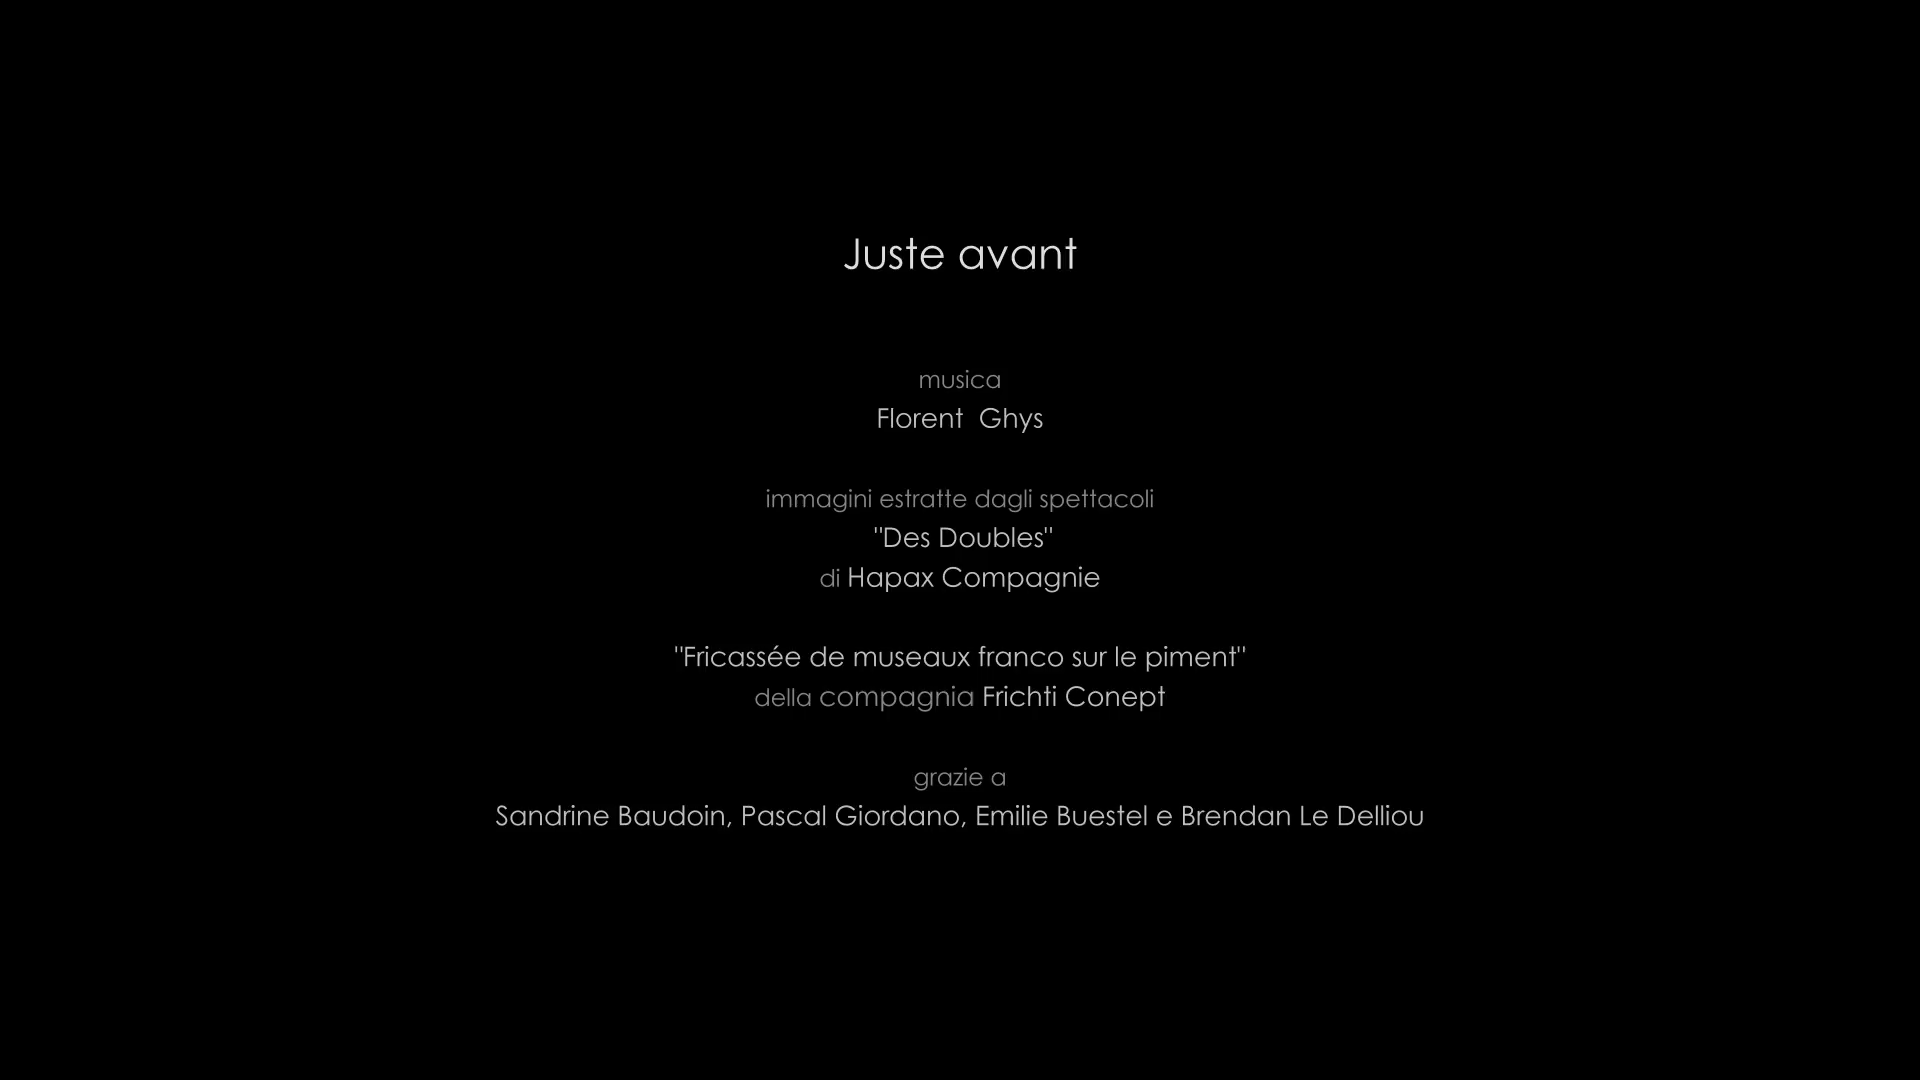 Juste avant
musica
Florent  Ghys
immagini estratte dagli spettacoli
"Des Doubles"
di Hapax Compagnie
"Fricassée de museaux franco sur le piment"
della compagnia Frichti Conept
grazie a
Sandrine Baudoin, Pascal Giordano, Emilie Buestel e Brendan Le Delliou